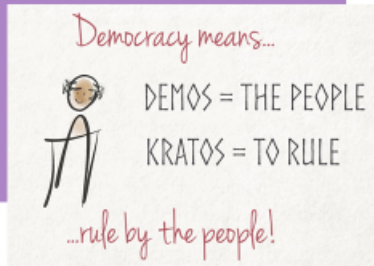 Democracy means...
DEMOS = THE PEOPLE
KRATOS = TO RULE
...rule by the people!